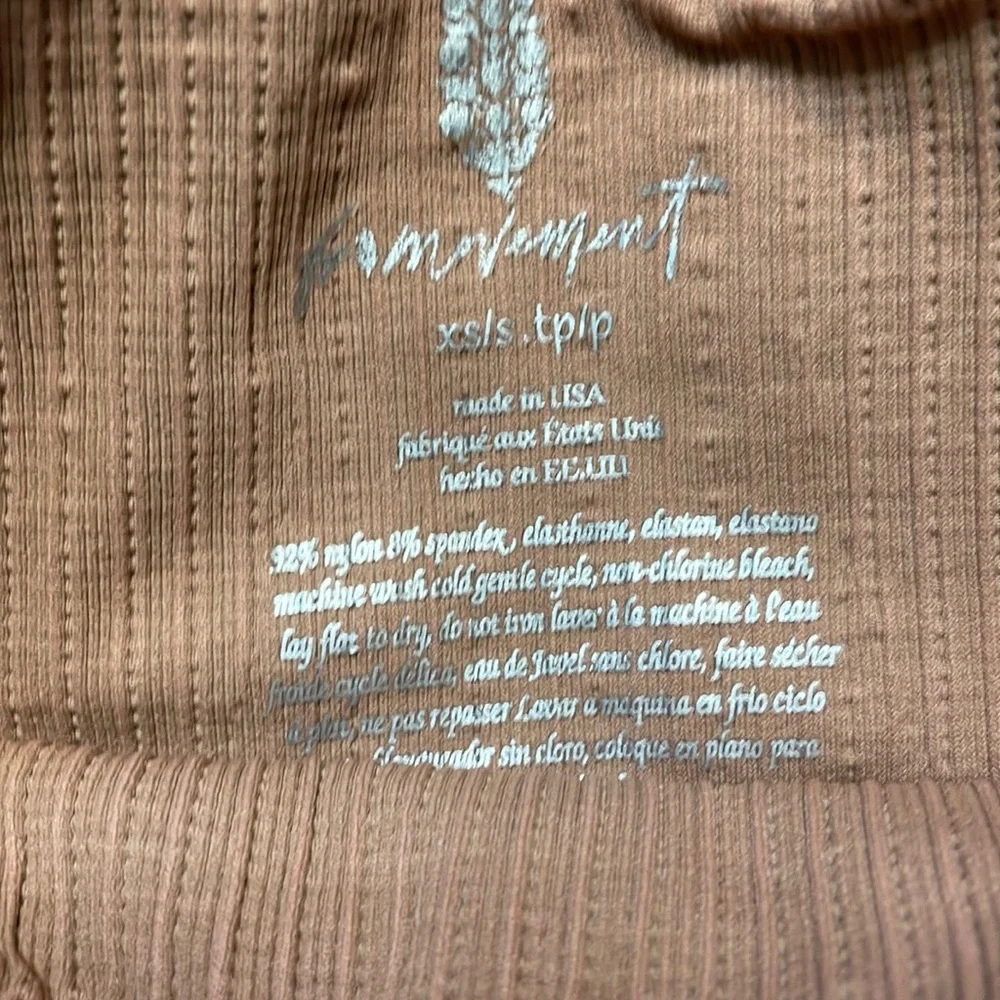 fp movement
xs/s . tp/p
made in USA
fabriqué aux États Unis
hecho en EE.UU
92% nylon 8% spandex, elasthanne, elastan, elastano
machine wash cold gentle cycle, non-chlorine bleach,
lay flat to dry, do not iron laver à la machine à l'eau
froide cycle délicat, eau de Javel sans chlore, faire sécher
à plat, ne pas repasser Lavar a maquina en frio ciclo
blanqueador sin cloro, coloque en plano para